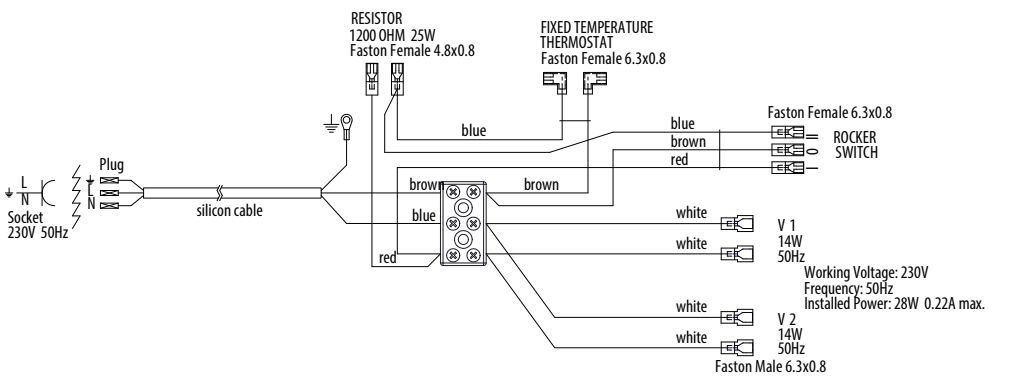 RESISTOR
1200 OHM 25W
Faston Female 4.8x0.8
FIXED TEMPERATURE
THERMOSTAT
Faston Female 6.3x0.8
Faston Female 6.3x0.8
blue
blue
brown
red
II
O
I
ROCKER
SWITCH
Plug
L
N
L
N
Socket
230V 50Hz
silicon cable
brown
blue
red
brown
white
white
V 1
14W
50Hz
Working Voltage: 230V
Frequency: 50Hz
Installed Power: 28W 0.22A max.
white
white
V 2
14W
50Hz
Faston Male 6.3x0.8